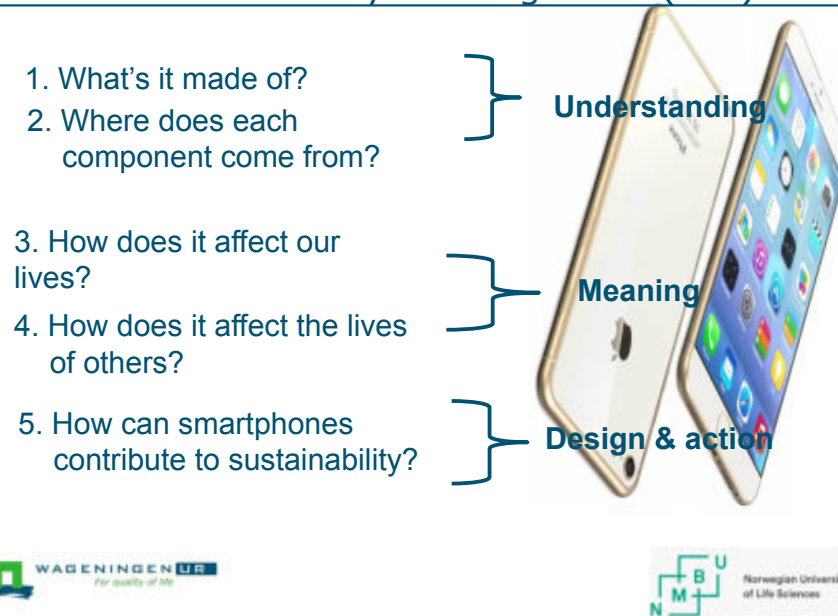 1. What's it made of?
2. Where does each
component come from?
Understanding
3. How does it affect our
lives?
4. How does it affect the lives
of others?
Meaning
5. How can smartphones
contribute to sustainability?
Design & action
WAGENINGEN UR
For quality of life
N M B U
Norwegian Universi
of Life Sciences